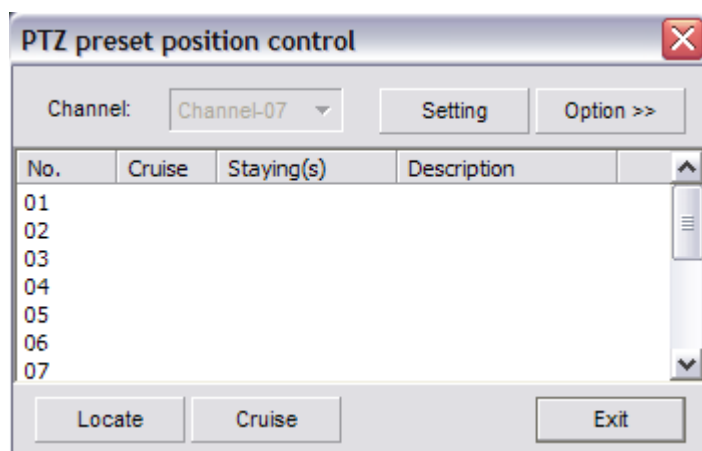 PTZ preset position control
Channel: Channel-07 Setting Option >>
No. Cruise Staying(s) Description
01
02
03
04
05
06
07
Locate Cruise Exit